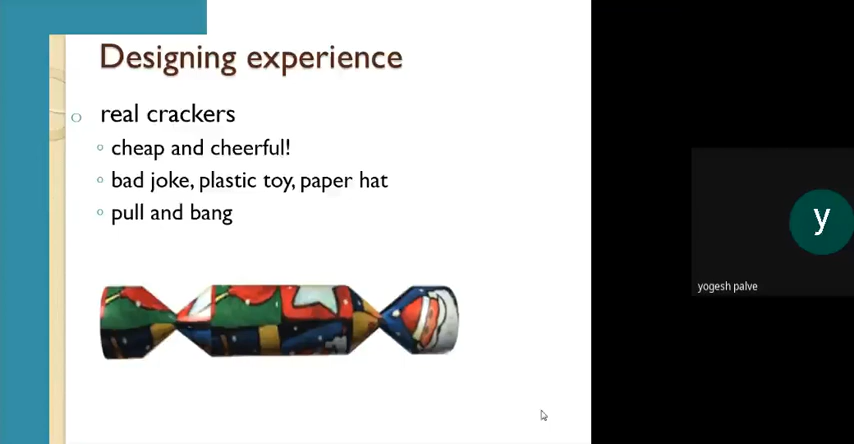 Designing experience
real crackers
cheap and cheerful!
bad joke, plastic toy, paper hat
pull and bang
y
yogesh palve